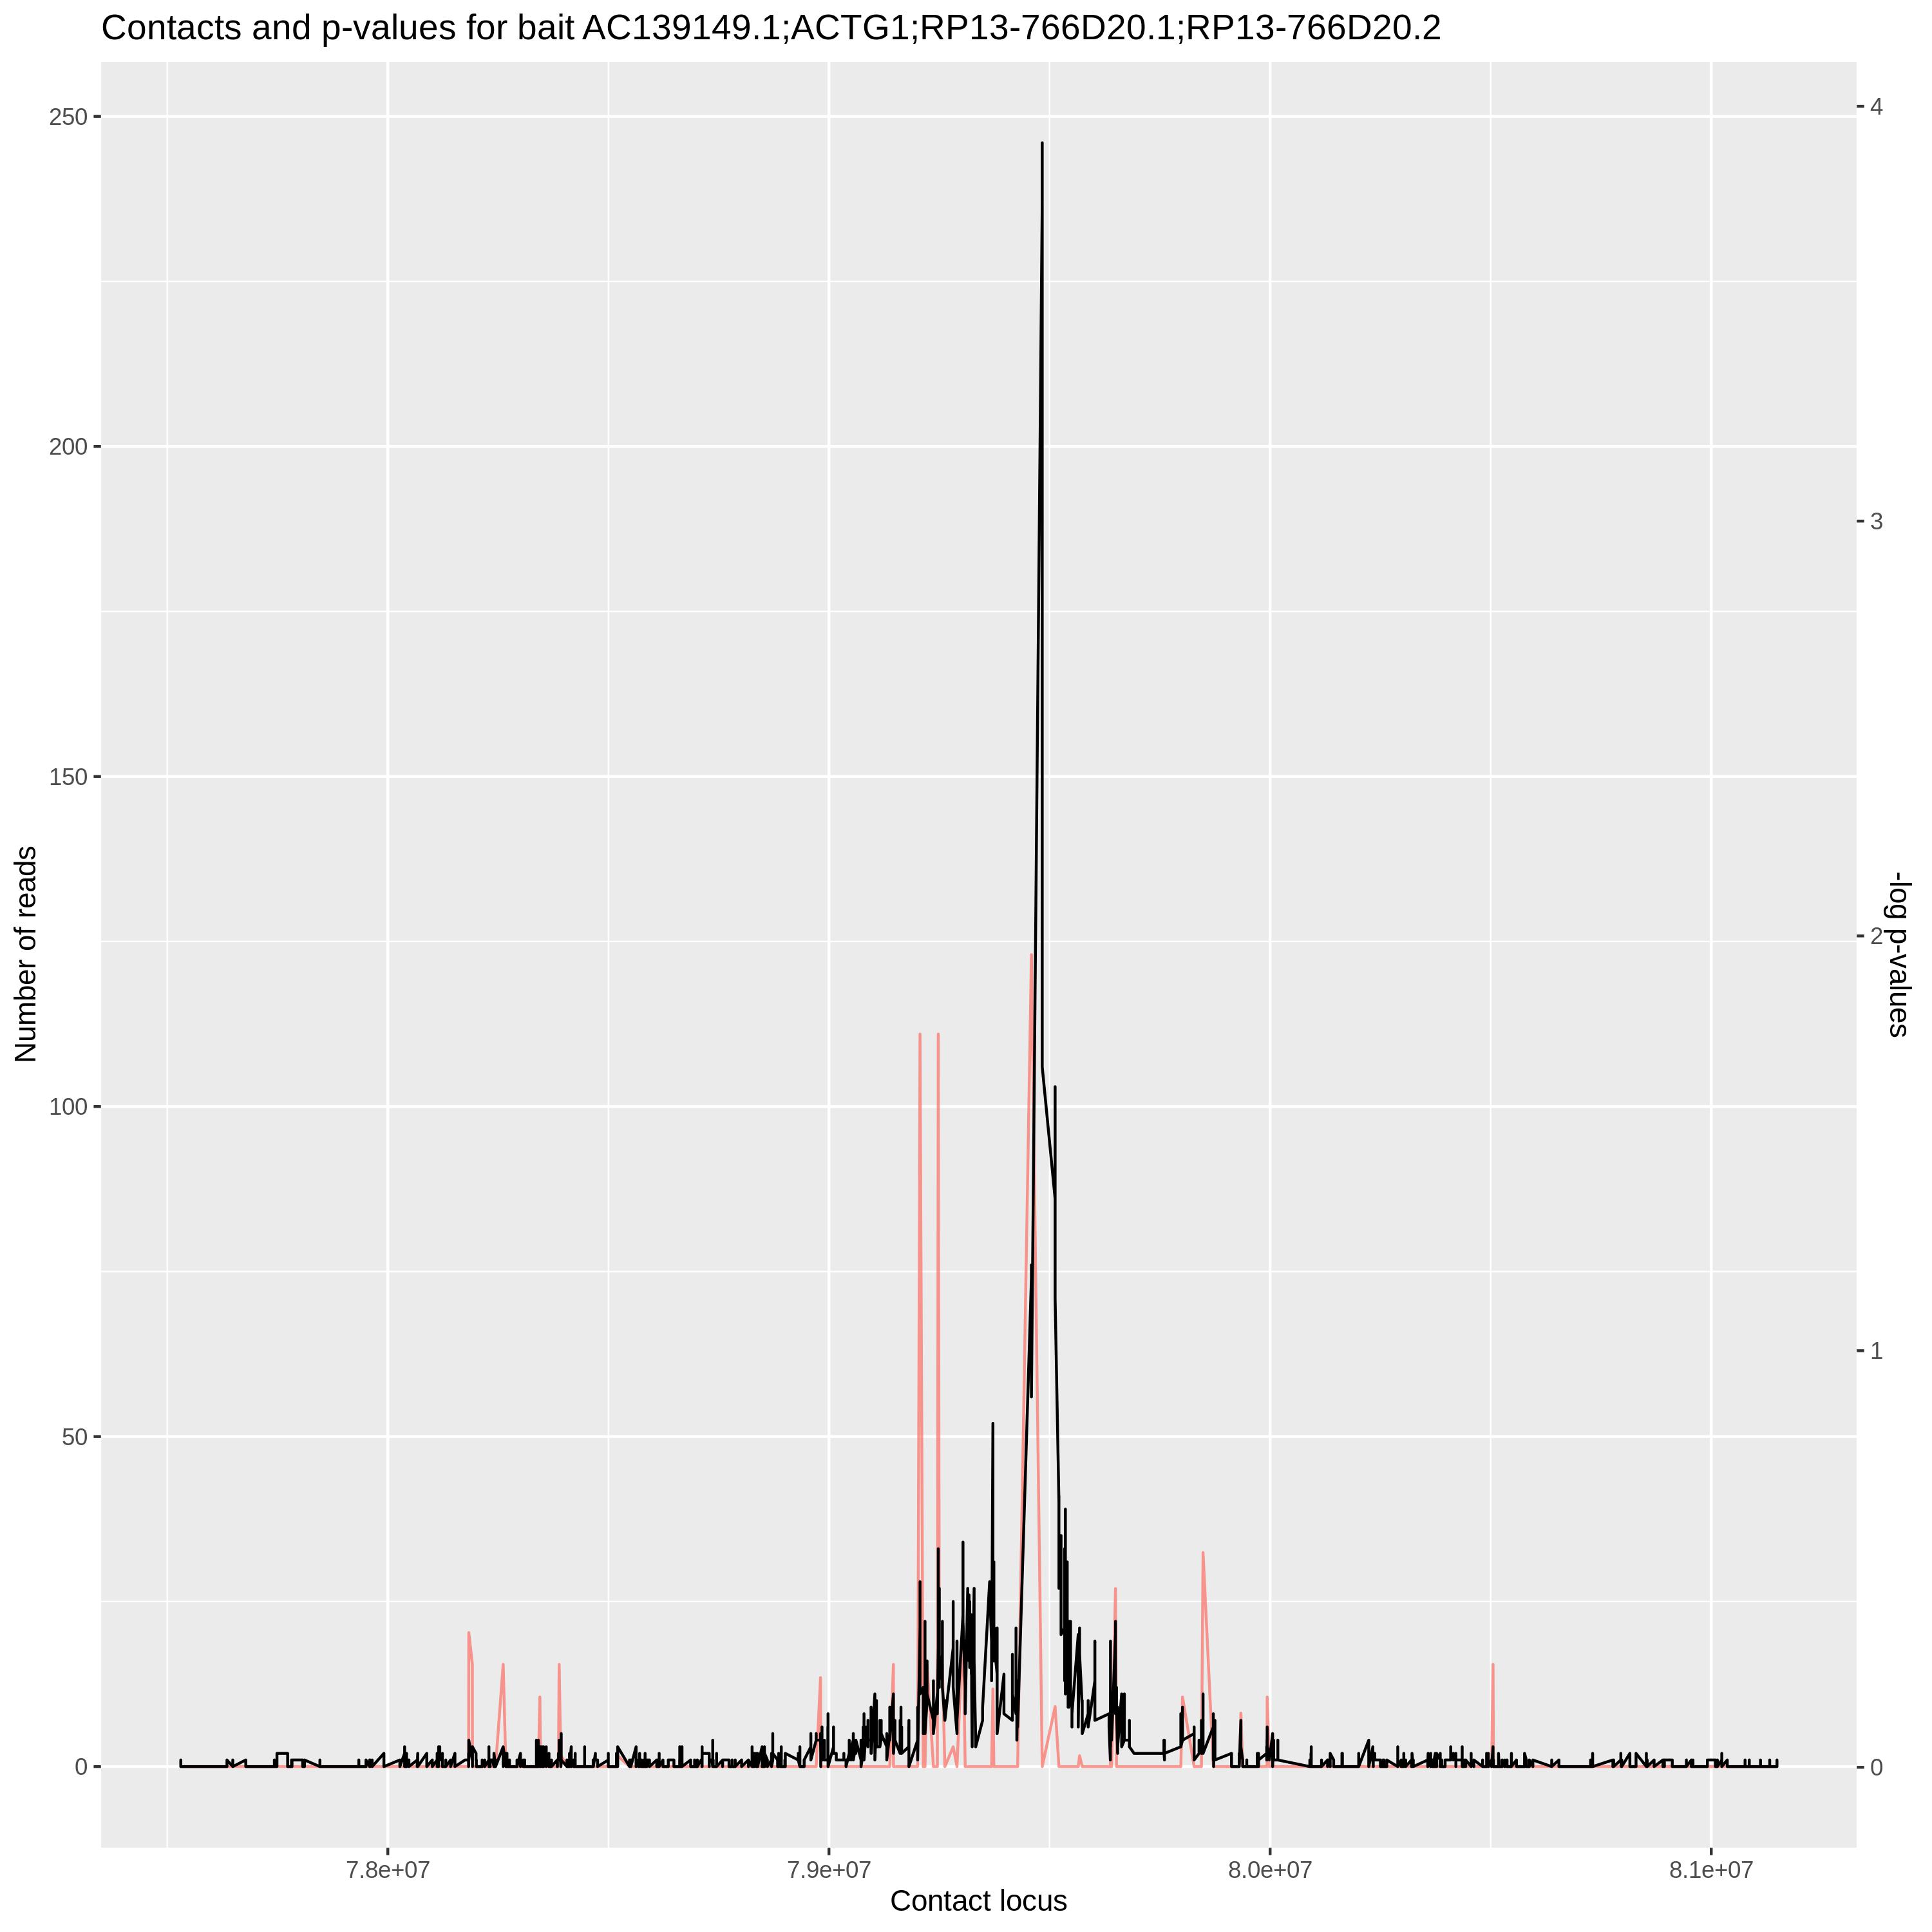 Contacts and p-values for bait AC139149.1;ACTG1;RP13-766D20.1;RP13-766D20.2
250
200
150
100
50
0
Number of reads
4
3
2
1
0
-log p-values
7.8e+07
7.9e+07
8.0e+07
8.1e+07
Contact locus